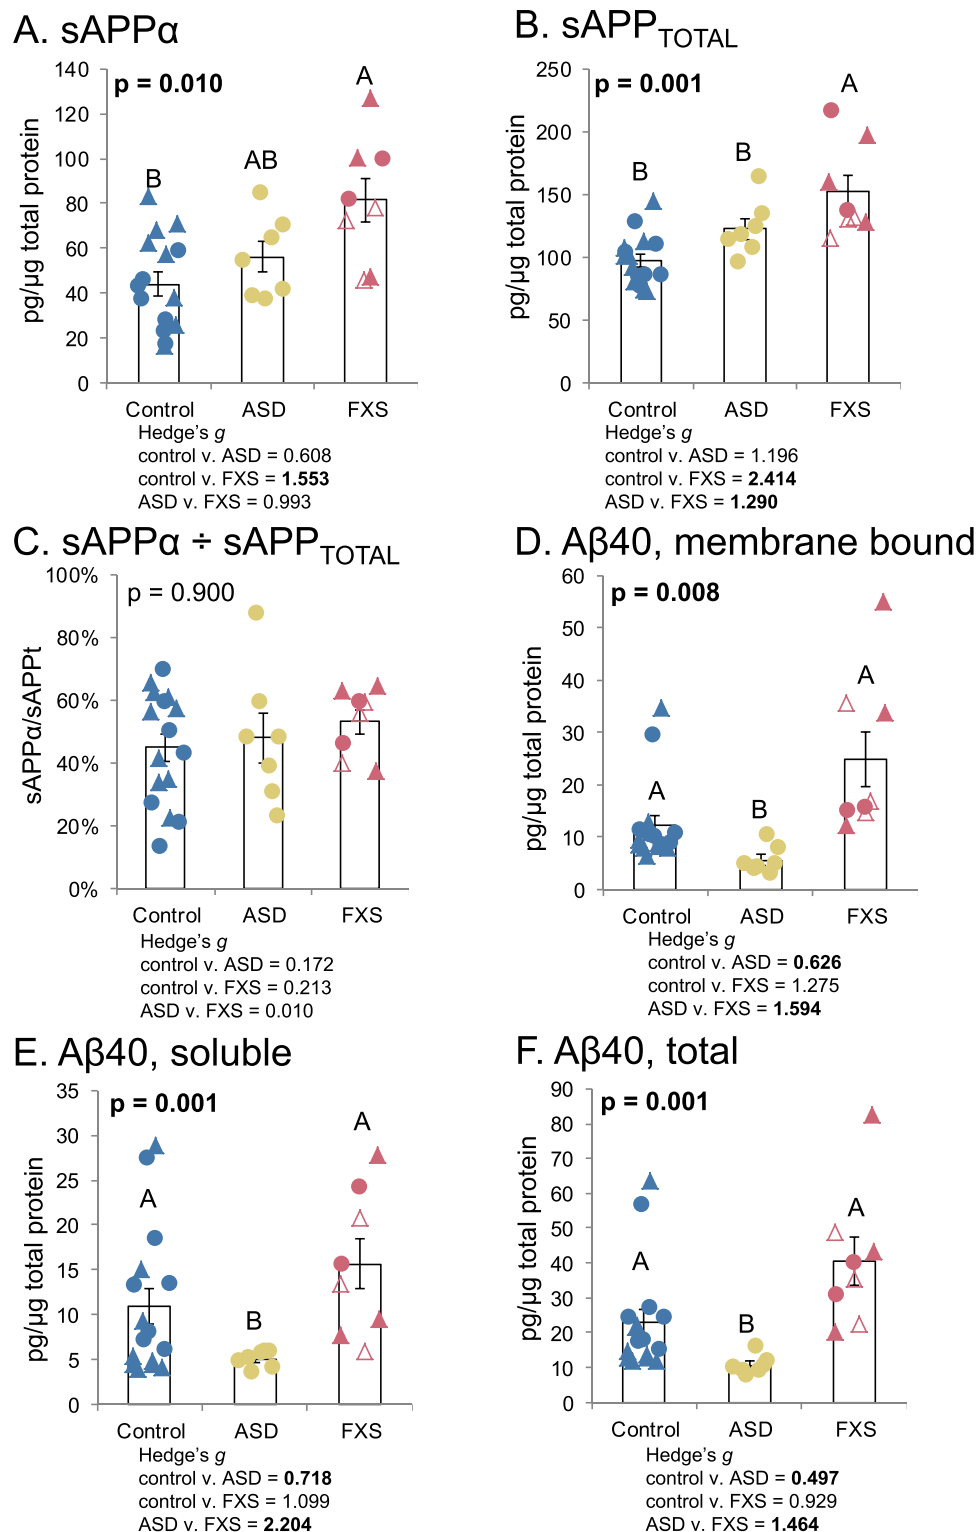 A. sAPPα
B. sAPPTOTAL
140
120
100
80
60
40
20
0
pg/µg total protein
p = 0.010
B
AB
A
Control ASD FXS
Hedge's g
control v. ASD = 0.608
control v. FXS = 1.553
ASD v. FXS = 0.993
250
200
150
100
50
0
pg/µg total protein
p = 0.001
B
B
A
Control ASD FXS
Hedge's g
control v. ASD = 1.196
control v. FXS = 2.414
ASD v. FXS = 1.290
C. sAPPα ÷ sAPPTOTAL
D. Aβ40, membrane bound
100%
80%
60%
40%
20%
0%
sAPPα/sAPPt
p = 0.900
Control ASD FXS
Hedge's g
control v. ASD = 0.172
control v. FXS = 0.213
ASD v. FXS = 0.010
60
50
40
30
20
10
0
pg/µg total protein
p = 0.008
A
B
A
Control ASD FXS
Hedge's g
control v. ASD = 0.626
control v. FXS = 1.275
ASD v. FXS = 1.594
E. Aβ40, soluble
F. Aβ40, total
35
30
25
20
15
10
5
0
pg/µg total protein
p = 0.001
A
B
A
Control ASD FXS
Hedge's g
control v. ASD = 0.718
control v. FXS = 1.099
ASD v. FXS = 2.204
90
80
70
60
50
40
30
20
10
0
pg/µg total protein
p = 0.001
A
B
A
Control ASD FXS
Hedge's g
control v. ASD = 0.497
control v. FXS = 0.929
ASD v. FXS = 1.464